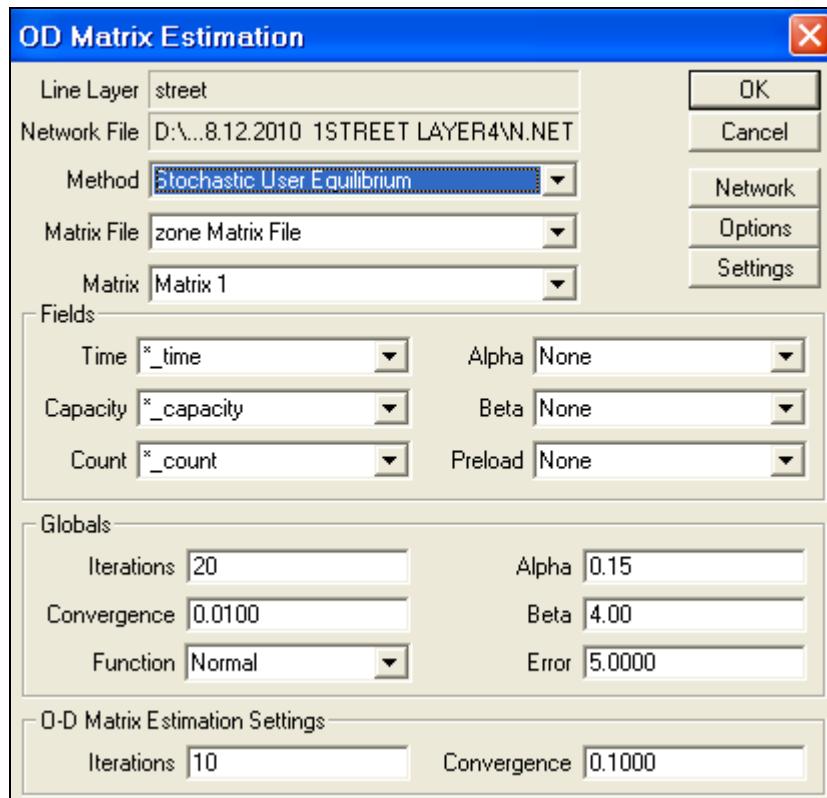 OD Matrix Estimation
Line Layer street
OK
Network File D:\...8.12.2010 1STREET LAYER4\N.NET
Cancel
Method Stochastic User Equilibrium
Network
Matrix File zone Matrix File
Options
Matrix Matrix 1
Settings
Fields
Time *_time Alpha None
Capacity *_capacity Beta None
Count *_count Preload None
Globals
Iterations 20 Alpha 0.15
Convergence 0.0100 Beta 4.00
Function Normal Error 5.0000
O-D Matrix Estimation Settings
Iterations 10 Convergence 0.1000